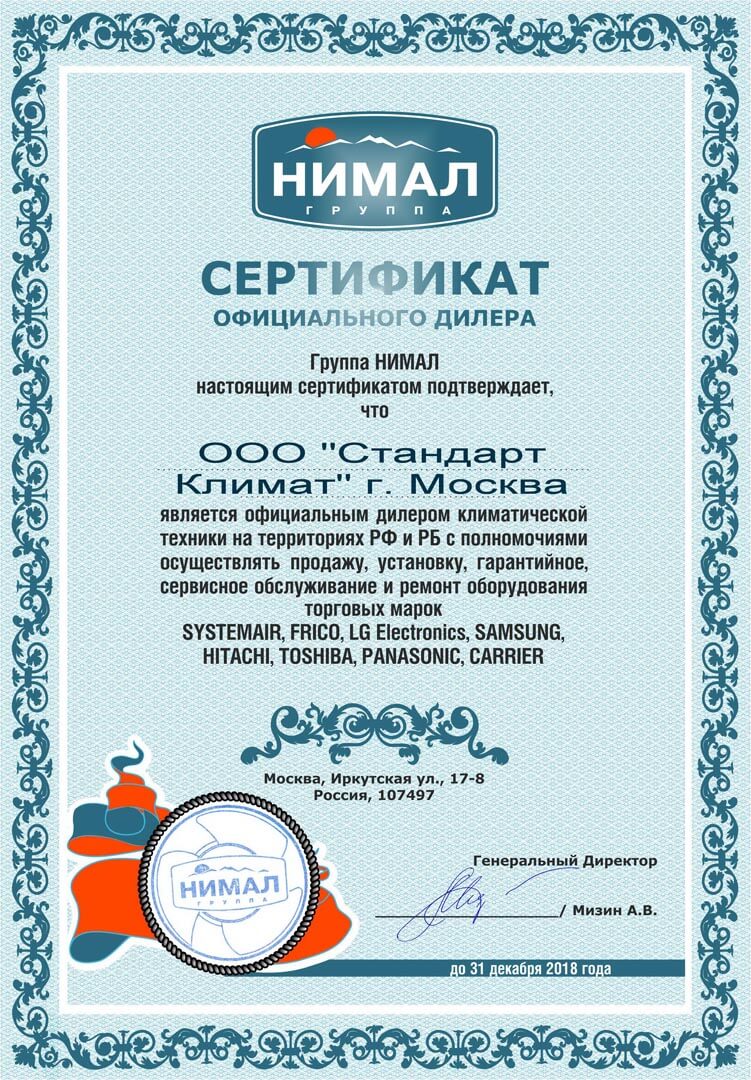 НИМАЛ
ГРУППА
СЕРТИФИКАТ
ОФИЦИАЛЬНОГО ДИЛЕРА
Группа НИМАЛ
настоящим сертификатом подтверждает,
что
ООО "Стандарт
Климат" г. Москва
является официальным дилером климатической
техники на территориях РФ и РБ с полномочиями
осуществлять продажу, установку, гарантийное,
сервисное обслуживание и ремонт оборудования
торговых марок
SYSTEMAIR, FRICO, LG Electronics, SAMSUNG,
HITACHI, TOSHIBA, PANASONIC, CARRIER
Москва, Иркутская ул., 17-8
Россия, 107497
Генеральный Директор
/ Мизин А.В.
НИМАЛ
ГРУППА
до 31 декабря 2018 года